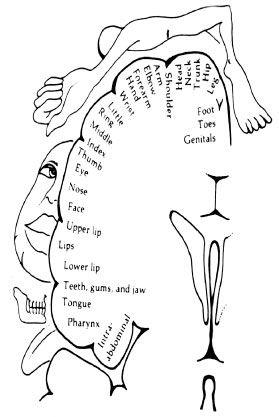 Leg
Hip
Trunk
Neck
Head
Shoulder
Arm
Elbow
Forearm
Hand
Wrist
Little
Ring
Middle
Index
Thumb
Eye
Nose
Face
Upper lip
Lips
Lower lip
Teeth, gums, and jaw
Tongue
Pharynx
Intra-
abdominal
Foot
Toes
Genitals